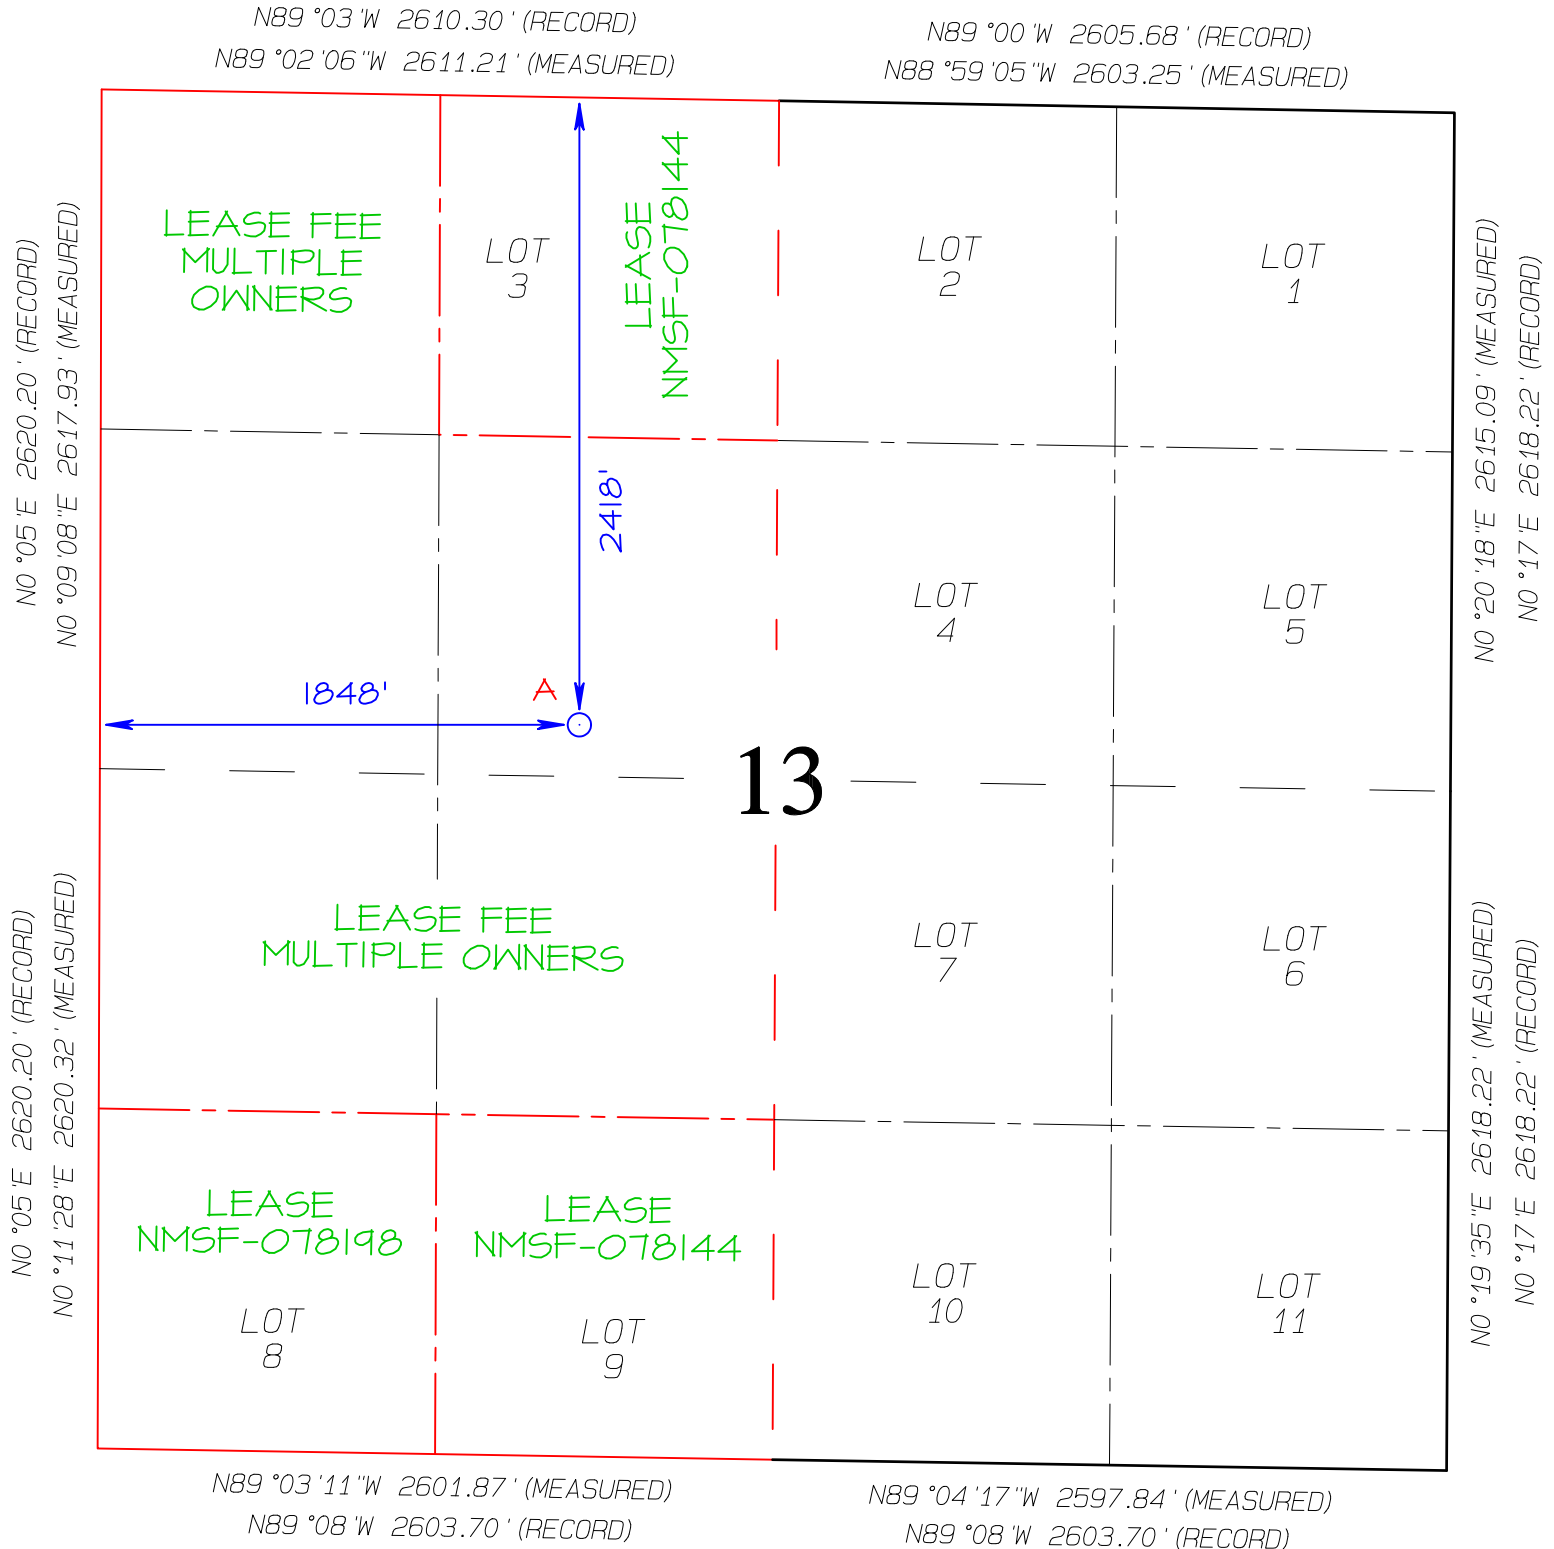 N89°03'W 2610.30' (RECORD)
N89°02'06"W 2611.21' (MEASURED)
N89°00'W 2605.68' (RECORD)
N88°59'05"W 2603.25' (MEASURED)
N0°05'E 2620.20' (RECORD)
N0°09'08"E 2617.93' (MEASURED)
LEASE FEE
MULTIPLE
OWNERS
LOT
3
LEASE
NMSF-078144
LOT
2
LOT
1
N0°20'18"E 2615.09' (MEASURED)
N0°17'E 2618.22' (RECORD)
2418'
1848'
A
LOT
4
LOT
5
13
N0°05'E 2620.20' (RECORD)
N0°11'28"E 2620.32' (MEASURED)
LEASE FEE
MULTIPLE OWNERS
LOT
7
LOT
6
N0°19'35"E 2618.22' (MEASURED)
N0°17'E 2618.22' (RECORD)
LEASE
NMSF-078198
LOT
8
LEASE
NMSF-078144
LOT
9
LOT
10
LOT
11
N89°03'11"W 2601.87' (MEASURED)
N89°08'W 2603.70' (RECORD)
N89°04'17"W 2597.84' (MEASURED)
N89°08'W 2603.70' (RECORD)